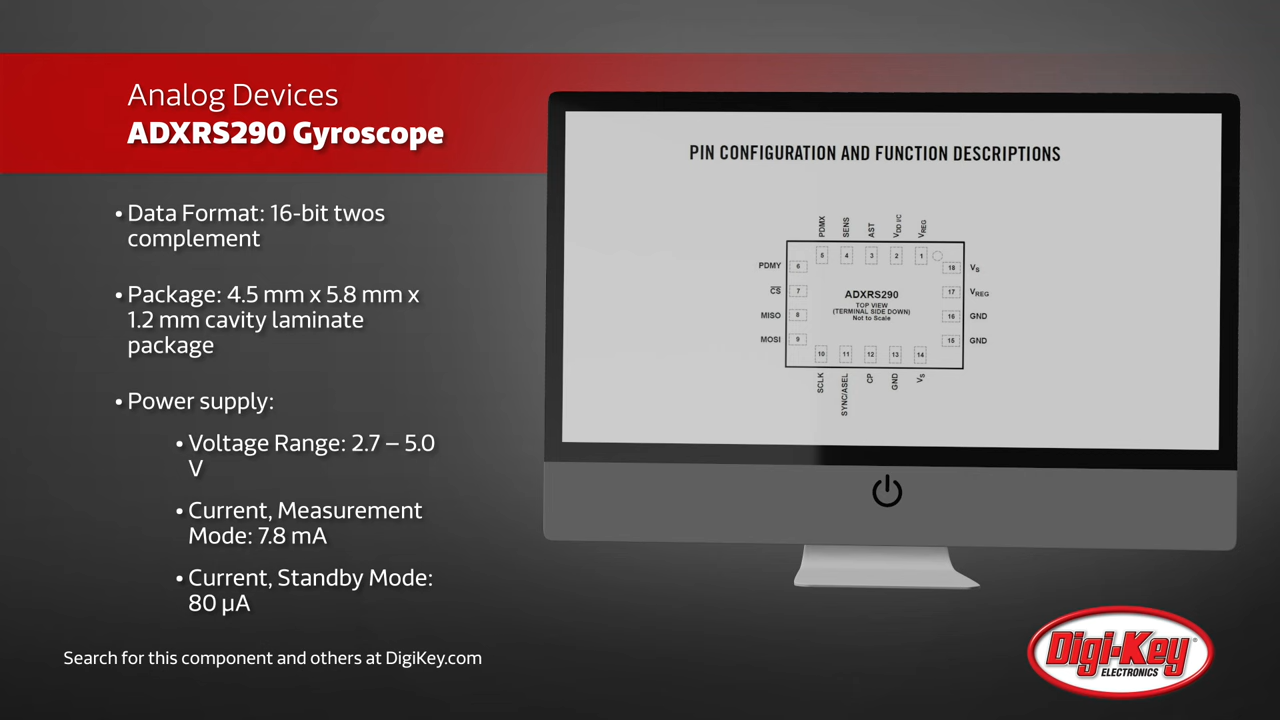 Analog Devices
ADXRS290 Gyroscope
• Data Format: 16-bit twos
complement
• Package: 4.5 mm x 5.8 mm x
1.2 mm cavity laminate
package
• Power supply:
• Voltage Range: 2.7 – 5.0
V
• Current, Measurement
Mode: 7.8 mA
• Current, Standby Mode:
80 µA
Search for this component and others at DigiKey.com
PIN CONFIGURATION AND FUNCTION DESCRIPTIONS
PDMX SENS AST VDD I/C VREG
5 4 3 2 1
PDMY 6 18 VS
CS 7 17 VREG
MISO 8 16 GND
MOSI 9 15 GND
ADXRS290
TOP VIEW
(TERMINAL SIDE DOWN)
Not to Scale
10 11 12 13 14
SCLK SYNC/ASEL CP GND VS
Digi-Key®
ELECTRONICS